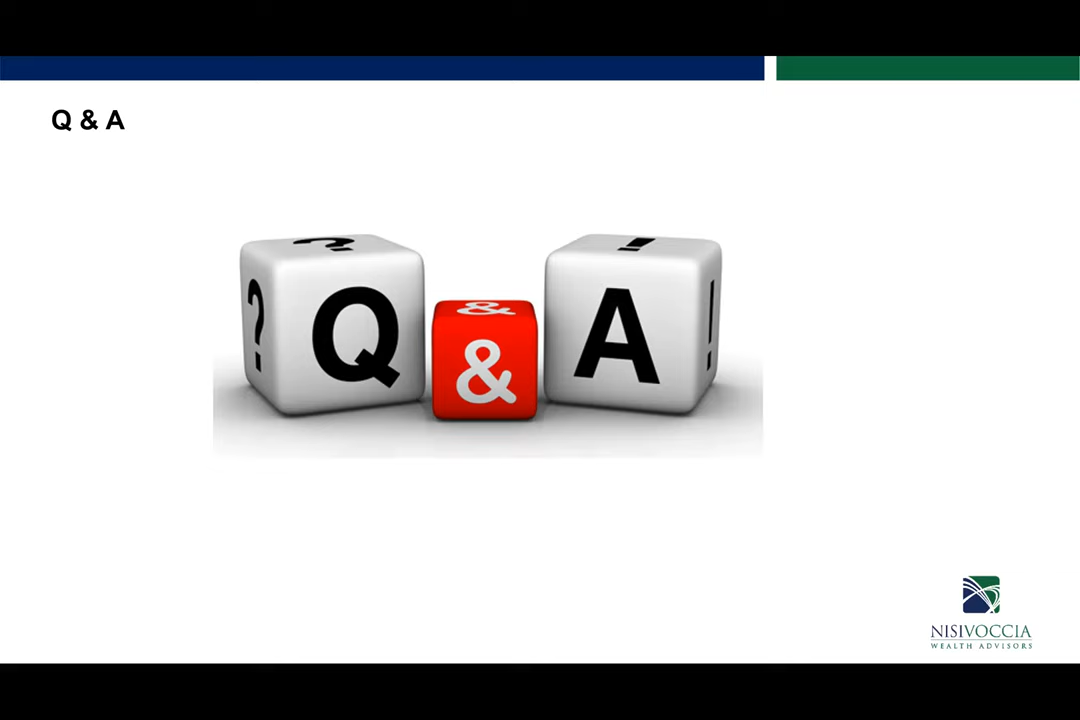 Q & A
? !
? Q & & A !
NISIVOCCIA
WEALTH ADVISORS